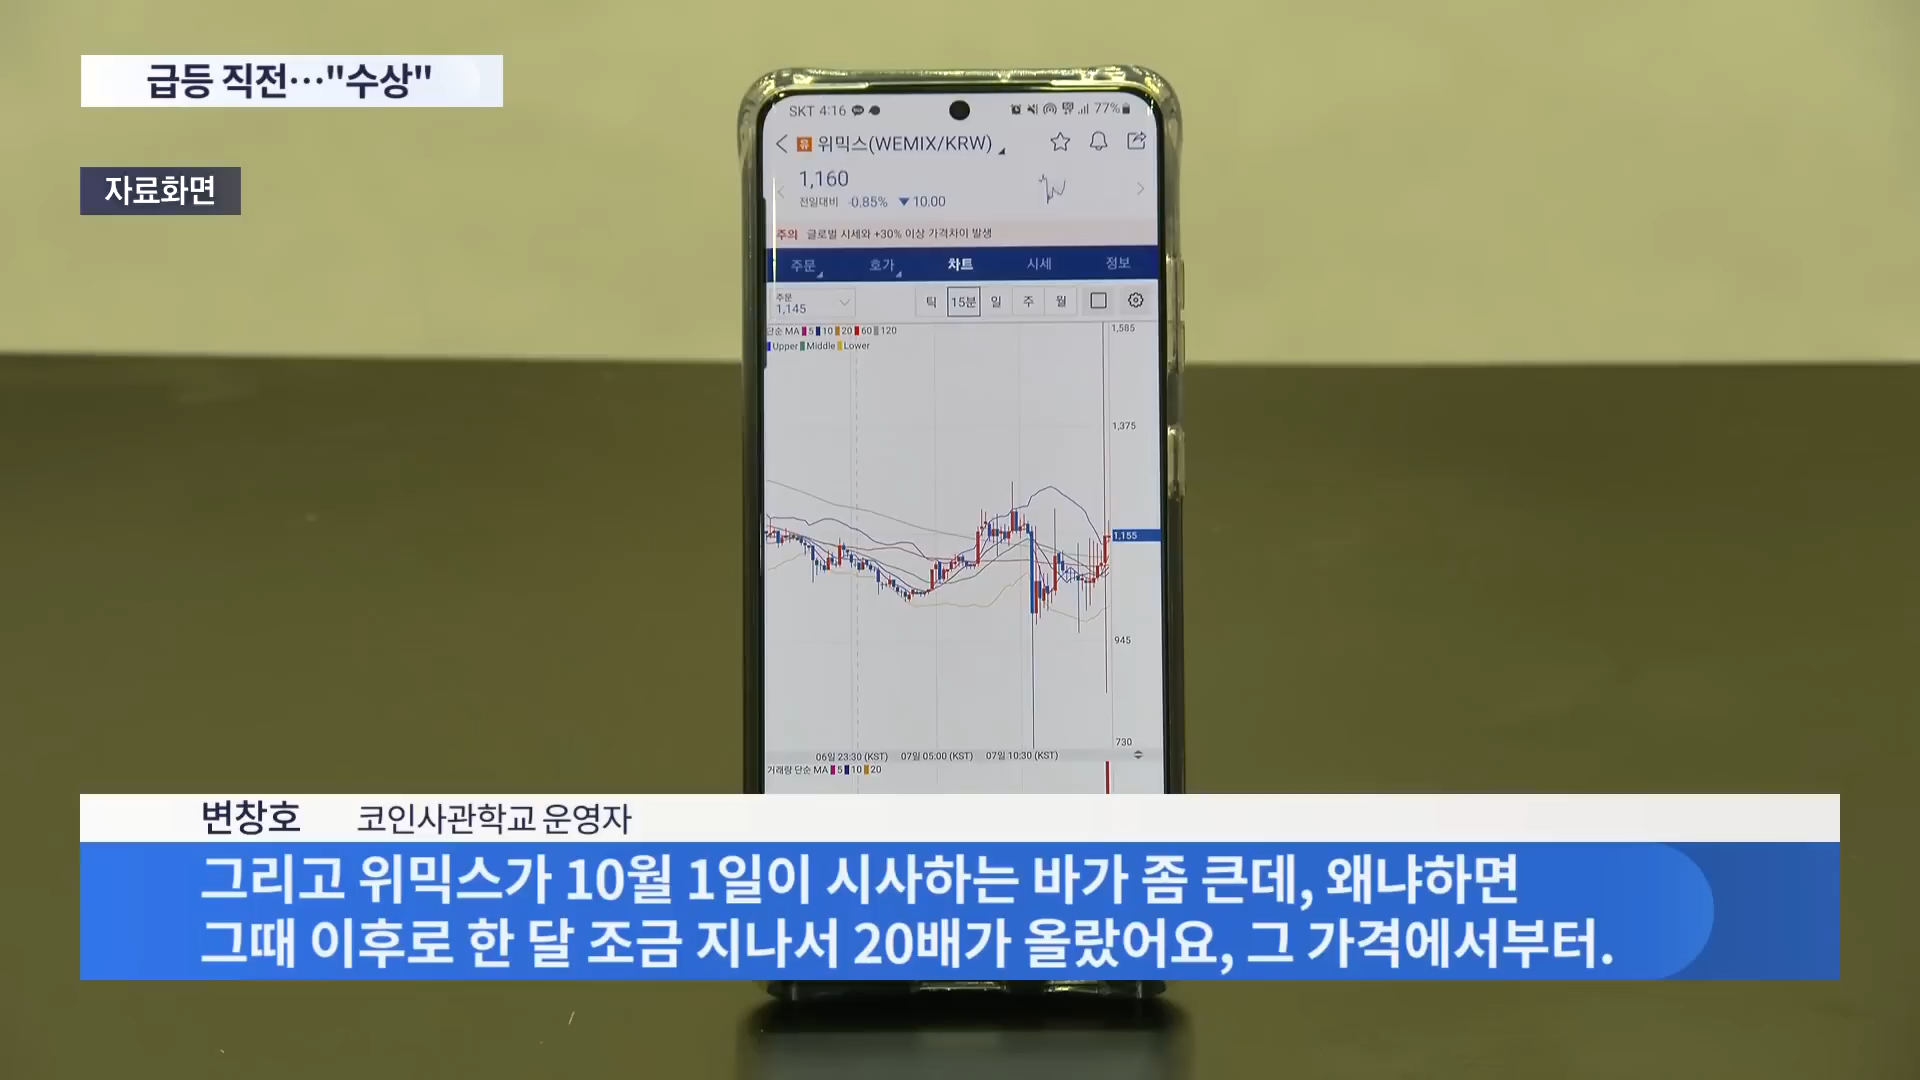 급등 직전…"수상"
자료화면
SKT 4:16
77%
유 위믹스(WEMIX/KRW)
1,160
전일대비 -0.85% ▼10.00
주의 글로벌 시세와 +30% 이상 가격차이 발생
주문 호가 차트 시세 정보
주문
1,145
틱 15분 일 주 월
단순 MA 5 10 20 60 120
Upper Middle Lower
1,585
1,375
1,155
945
730
06일 23:30 (KST) 07일 05:00 (KST) 07일 10:30 (KST)
거래량 단순 MA 5 10 20
변창호 코인사관학교 운영자
그리고 위믹스가 10월 1일이 시사하는 바가 좀 큰데, 왜냐하면
그때 이후로 한 달 조금 지나서 20배가 올랐어요, 그 가격에서부터.